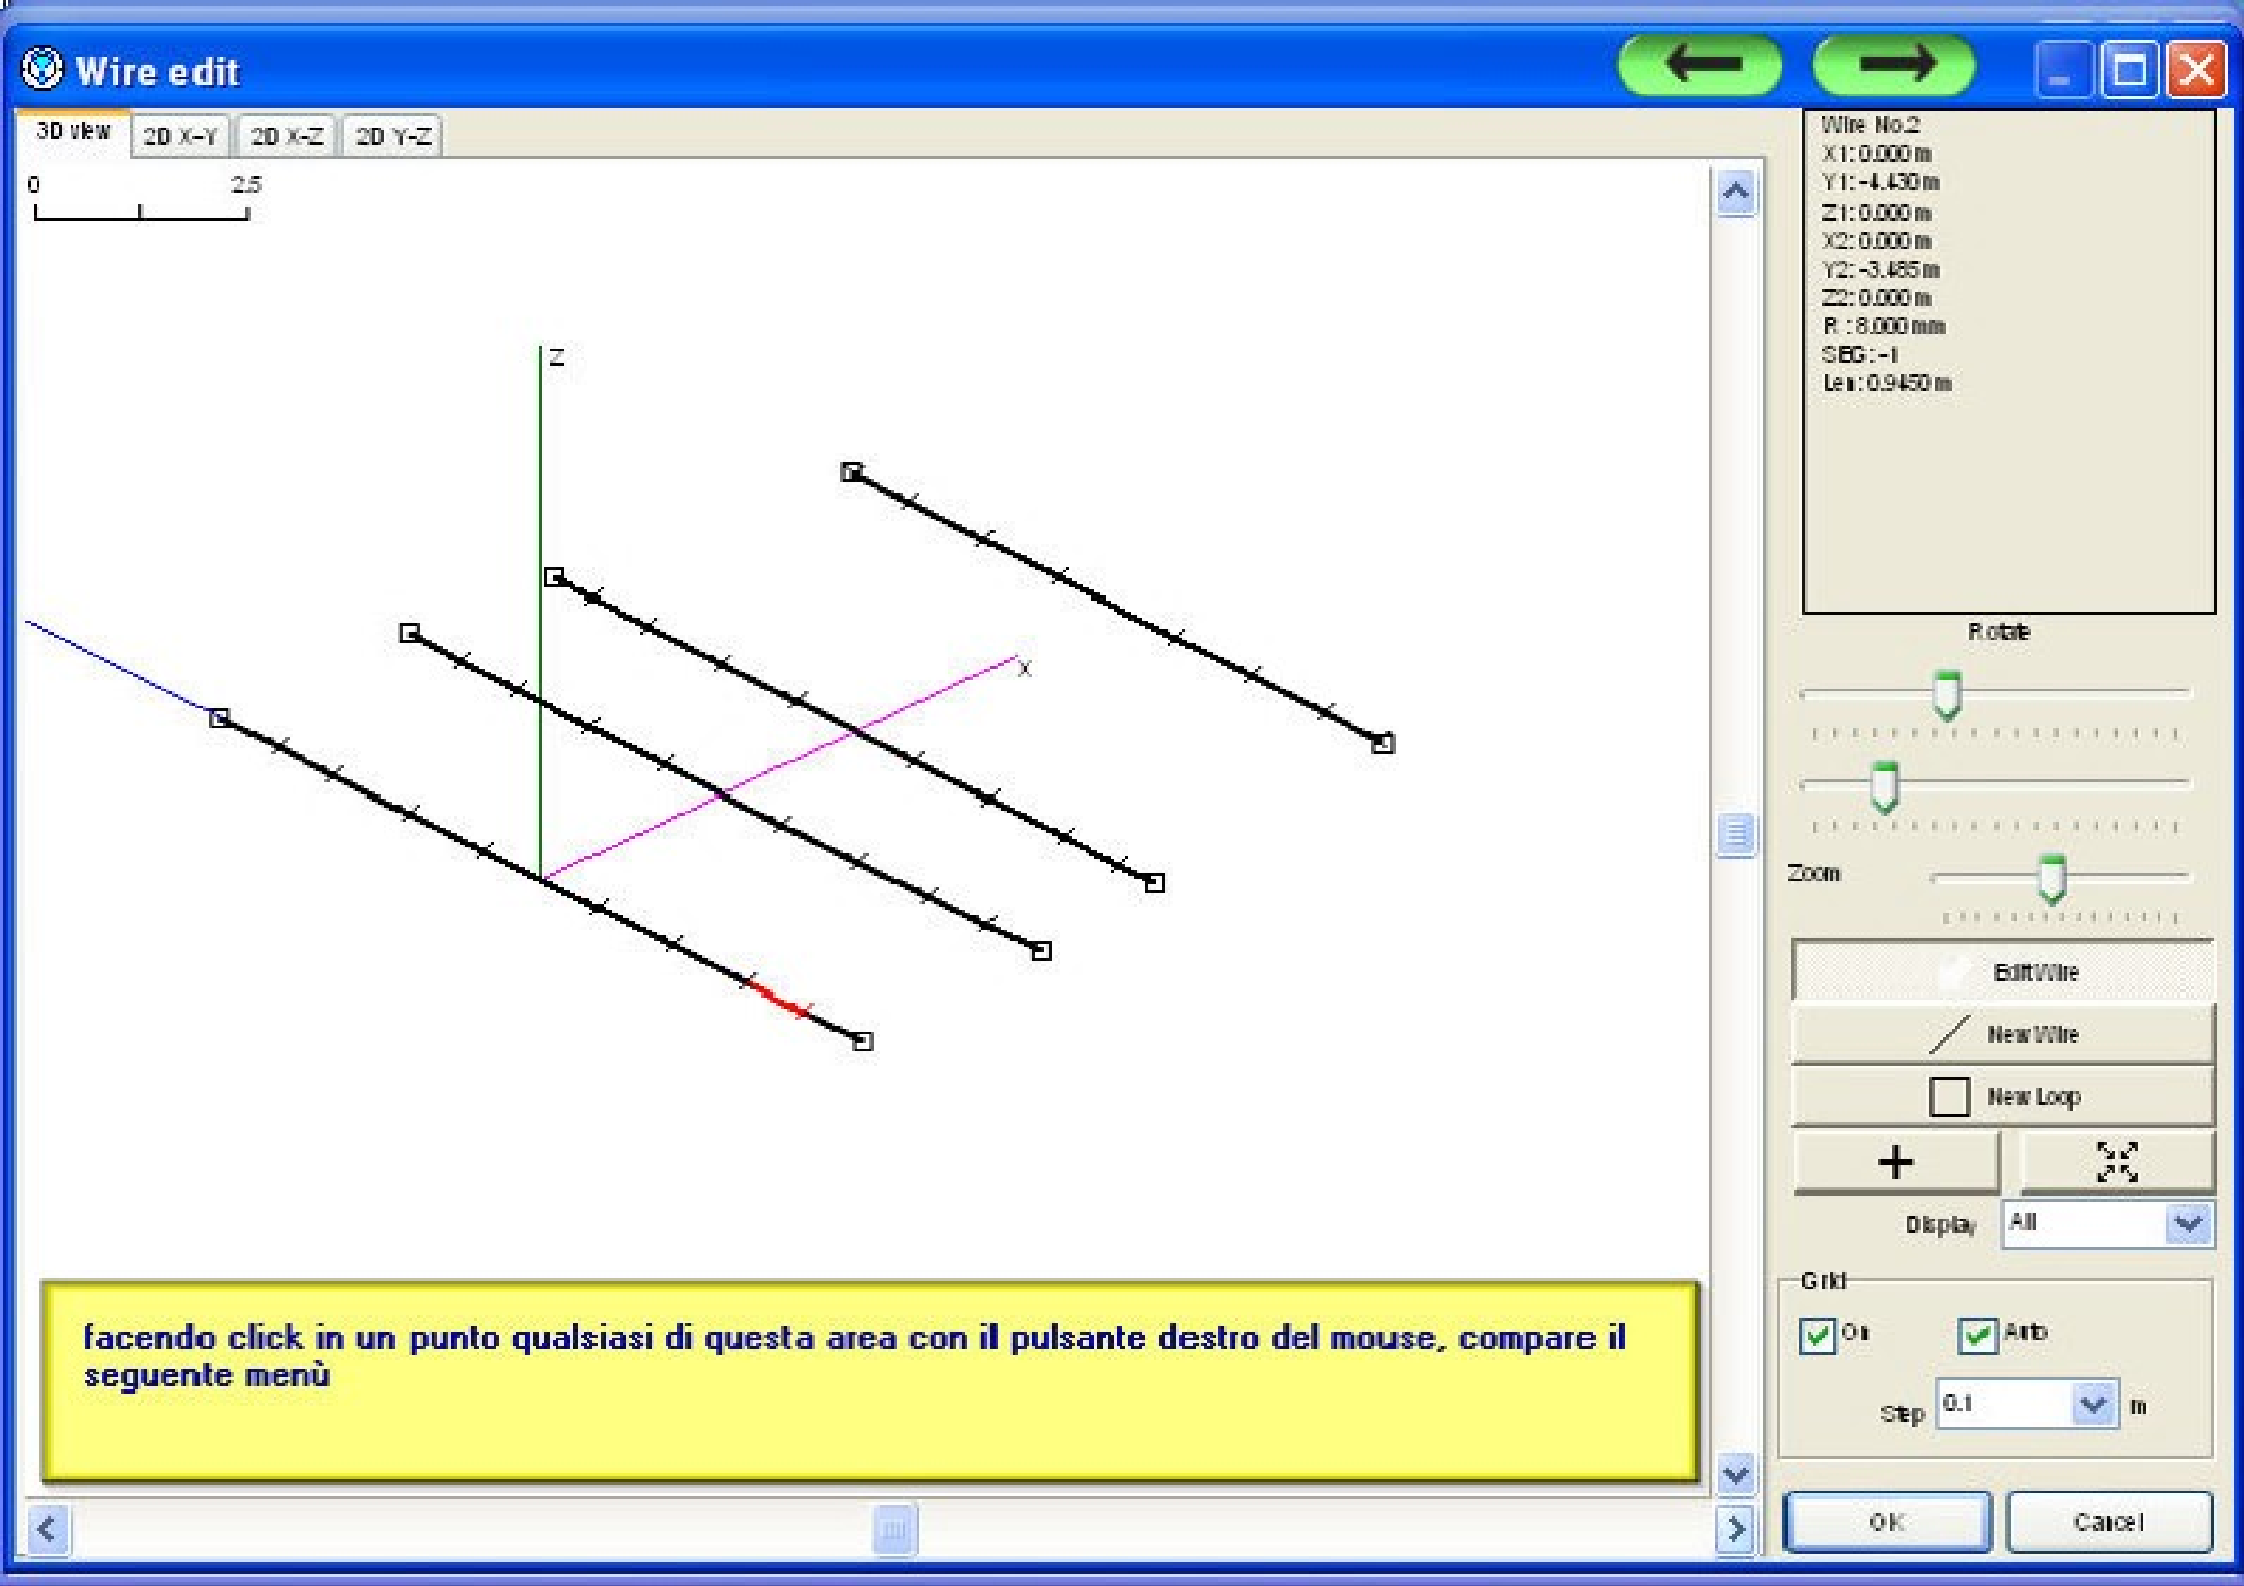 Wire edit
3D view 2D X-Y 2D X-Z 2D Y-Z
0 2.5
Z
X
Wire No.2
X1:0.000 m
Y1:-4.430 m
Z1:0.000 m
X2:0.000 m
Y2:-3.485 m
Z2:0.000 m
R :8.000 mm
SEG:-1
Len:0.9450 m
Rotate
Zoom
Edit Wire
New Wire
New Loop
Display All
Grid
On Auto
Step 0.1 m
OK Cancel
facendo click in un punto qualsiasi di questa area con il pulsante destro del mouse, compare il
seguente menù